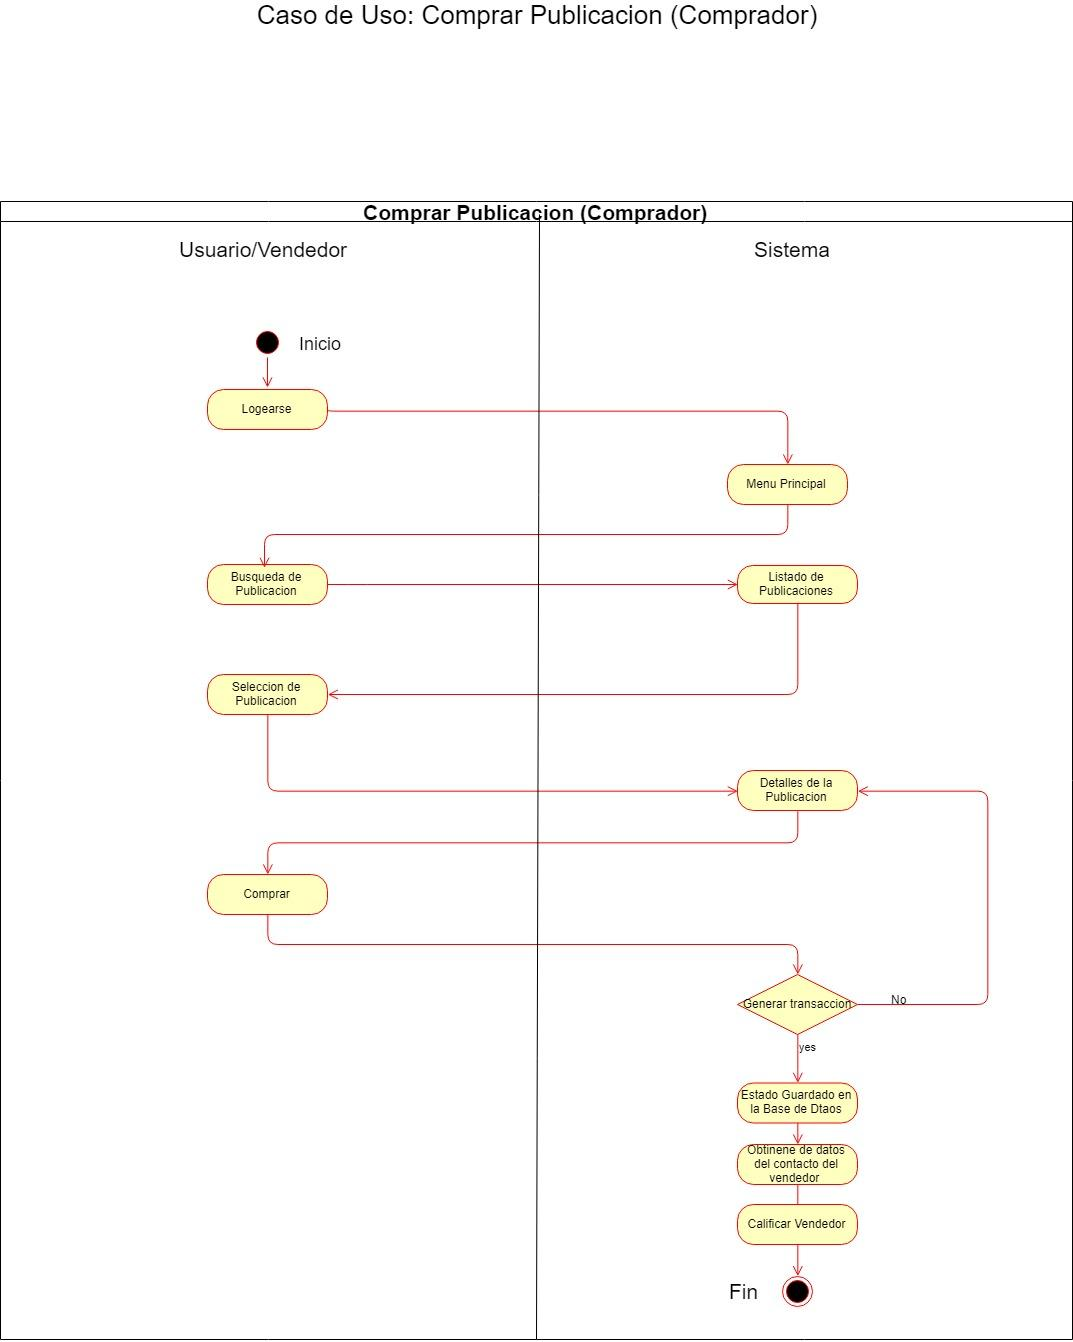 Caso de Uso: Comprar Publicacion (Comprador)
Comprar Publicacion (Comprador)
Usuario/Vendedor
Sistema
Inicio
Logearse
Menu Principal
Busqueda de
Publicacion
Listado de
Publicaciones
Seleccion de
Publicacion
Detalles de la
Publicacion
Comprar
Generar transaccion
No
yes
Estado Guardado en
la Base de Dtaos
Obtinene de datos
del contacto del
vendedor
Calificar Vendedor
Fin